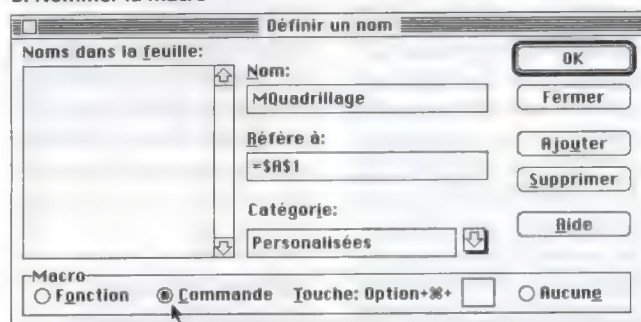 Définir un nom
Noms dans la feuille:
Nom:
MQuadrillage
Réfère à:
=$A$1
Catégorie:
Personalisées
OK
Fermer
Ajouter
Supprimer
Aide
Macro
Fonction Commande Touche: Option+⌘+ Aucune